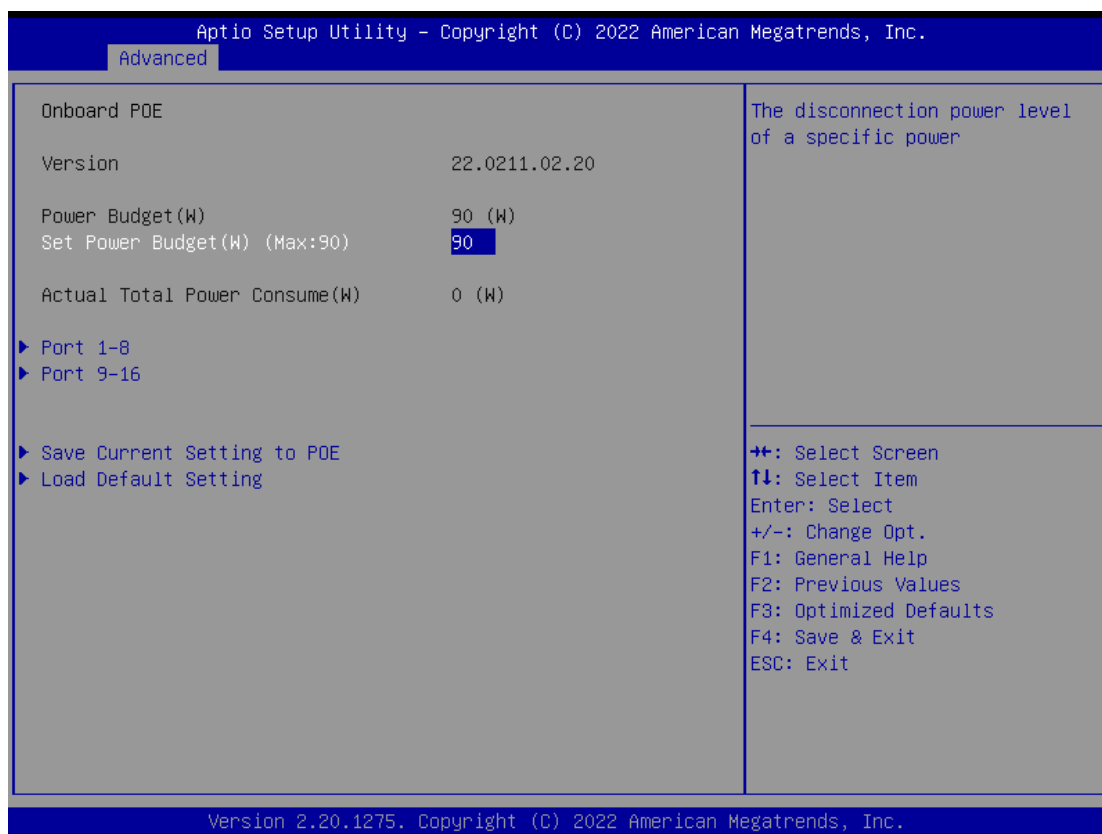 Aptio Setup Utility – Copyright (C) 2022 American Megatrends, Inc.
Advanced
Onboard POE
Version 22.0211.02.20
Power Budget(W) 90 (W)
Set Power Budget(W) (Max:90) 90
Actual Total Power Consume(W) 0 (W)
▶ Port 1-8
▶ Port 9-16
▶ Save Current Setting to POE
▶ Load Default Setting
The disconnection power level
of a specific power
→←: Select Screen
↑↓: Select Item
Enter: Select
+/-: Change Opt.
F1: General Help
F2: Previous Values
F3: Optimized Defaults
F4: Save & Exit
ESC: Exit
Version 2.20.1275. Copyright (C) 2022 American Megatrends, Inc.